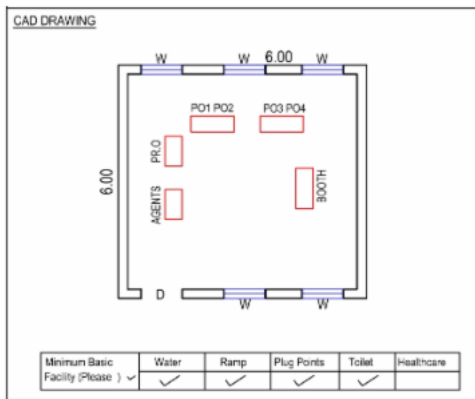 CAD DRAWING
W W 6.00 W
PO1 PO2 PO3 PO4
PR.O
6.00
AGENTS
BOOTH
D W W
Minimum Basic Facility (Please ) ✓ Water Ramp Plug Points Toilet Healthcare
✓ ✓ ✓ ✓